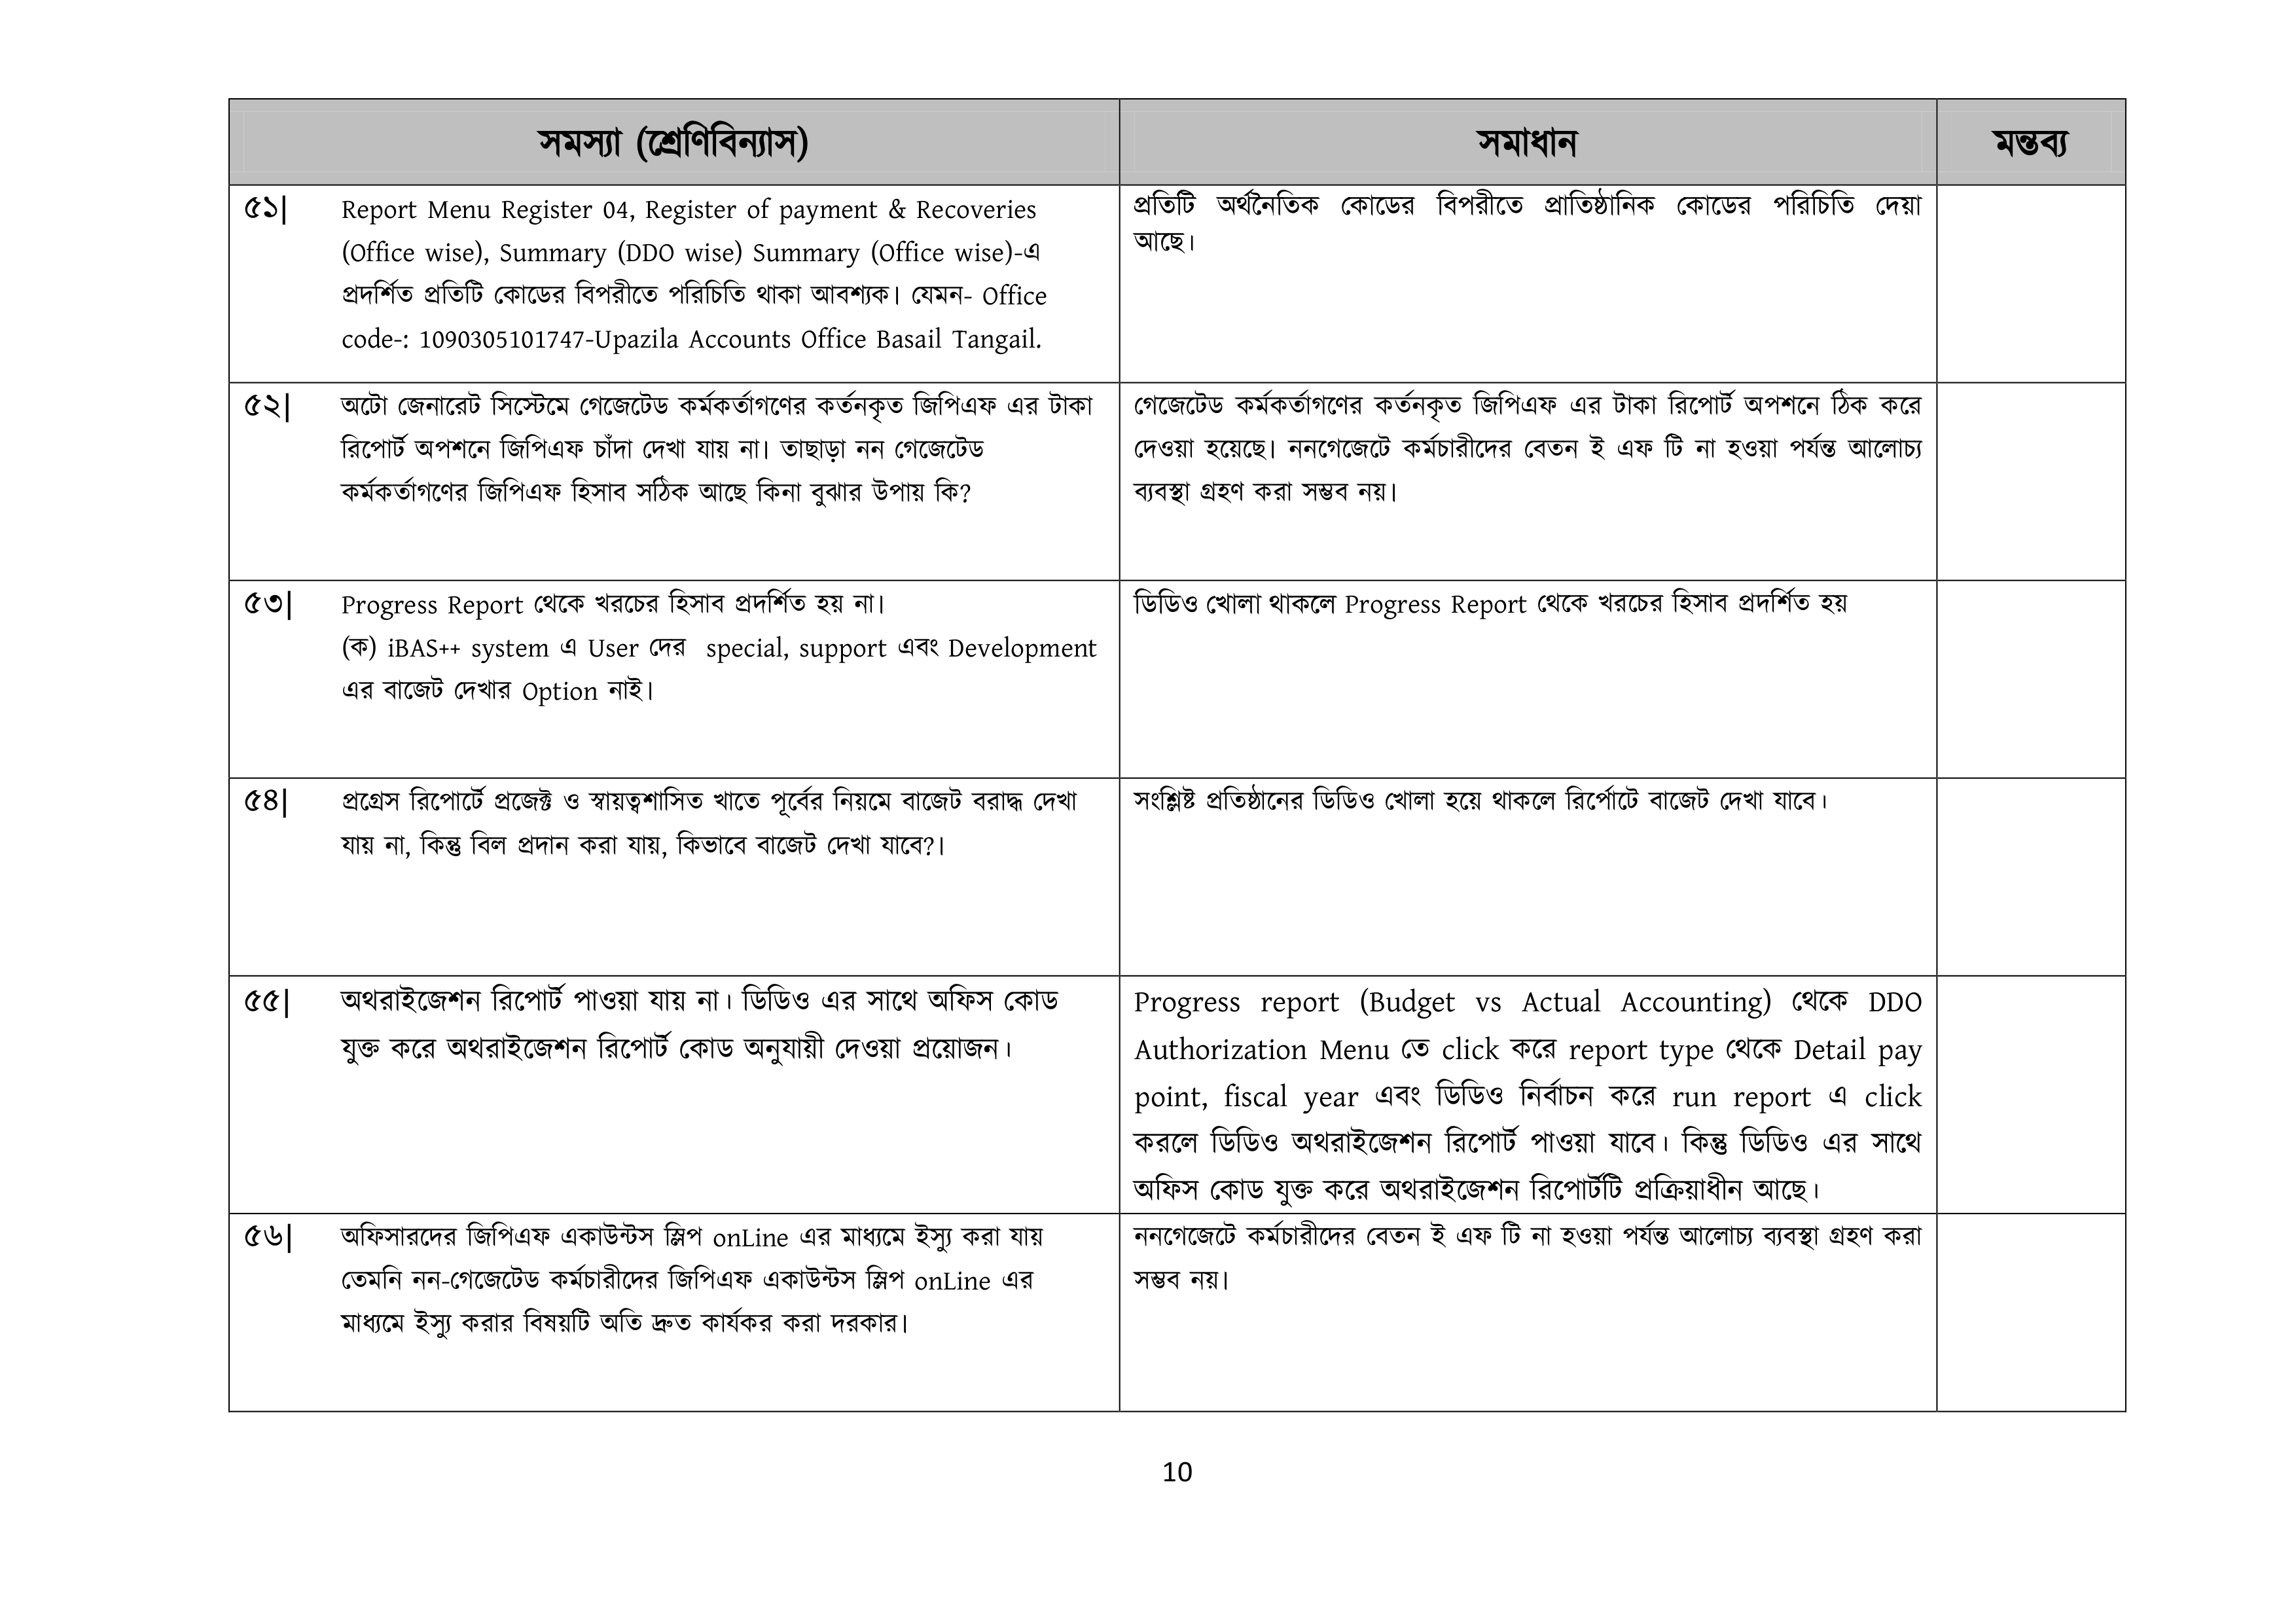 সমস্যা (শ্রেণিবিন্যাস) সমাধান মন্তব্য
৫১| Report Menu Register 04, Register of payment & Recoveries
(Office wise), Summary (DDO wise) Summary (Office wise)-এ
প্রদর্শিত প্রতিটি কোডের বিপরীতে পরিচিতি থাকা আবশ্যক। যেমন- Office
code-: 1090305101747-Upazila Accounts Office Basail Tangail.
প্রতিটি অর্থনৈতিক কোডের বিপরীতে প্রাতিষ্ঠানিক কোডের পরিচিতি দেয়া
আছে।
৫২| অটো জেনারেট সিস্টেমে গেজেটেড কর্মকর্তাগণের কর্তনকৃত জিপিএফ এর টাকা
রিপোর্ট অপশনে জিপিএফ চাঁদা দেখা যায় না। তাছাড়া নন গেজেটেড
কর্মকর্তাগণের জিপিএফ হিসাব সঠিক আছে কিনা বুঝার উপায় কি?
গেজেটেড কর্মকর্তাগণের কর্তনকৃত জিপিএফ এর টাকা রিপোর্ট অপশনে ঠিক করে
দেওয়া হয়েছে। ননগেজেটে কর্মচারীদের বেতন ই এফ টি না হওয়া পর্যন্ত আলোচ্য
ব্যবস্থা গ্রহণ করা সম্ভব নয়।
৫৩| Progress Report থেকে খরচের হিসাব প্রদর্শিত হয় না।
(ক) iBAS++ system এ User দের special, support এবং Development
এর বাজেট দেখার Option নাই।
ডিডিও খোলা থাকলে Progress Report থেকে খরচের হিসাব প্রদর্শিত হয়
৫৪| প্রগ্রেস রিপোর্টে প্রজেক্ট ও স্বায়ত্বশাসিত খাতে পূর্বের নিয়মে বাজেট বরাদ্ধ দেখা
যায় না, কিন্তু বিল প্রদান করা যায়, কিভাবে বাজেট দেখা যাবে?।
সংশ্লিষ্ট প্রতিষ্ঠানের ডিডিও খোলা হয়ে থাকলে রির্পোটে বাজেট দেখা যাবে।
৫৫| অথরাইজেশন রিপোর্ট পাওয়া যায় না। ডিডিও এর সাথে অফিস কোড
যুক্ত করে অথরাইজেশন রিপোর্ট কোড অনুযায়ী দেওয়া প্রয়োজন।
Progress report (Budget vs Actual Accounting) থেকে DDO
Authorization Menu তে click করে report type থেকে Detail pay
point, fiscal year এবং ডিডিও নির্বাচন করে run report এ click
করলে ডিডিও অথরাইজেশন রিপোর্ট পাওয়া যাবে। কিন্তু ডিডিও এর সাথে
অফিস কোড যুক্ত করে অথরাইজেশন রিপোর্টটি প্রক্রিয়াধীন আছে।
৫৬| অফিসারদের জিপিএফ একাউন্টস স্লিপ onLine এর মাধ্যমে ইস্যু করা যায়
তেমনি নন-গেজেটেড কর্মচারীদের জিপিএফ একাউন্টস স্লিপ onLine এর
মাধ্যমে ইস্যু করার বিষয়টি অতি দ্রুত কার্যকর করা দরকার।
ননগেজেটে কর্মচারীদের বেতন ই এফ টি না হওয়া পর্যন্ত আলোচ্য ব্যবস্থা গ্রহণ করা
সম্ভব নয়।
10